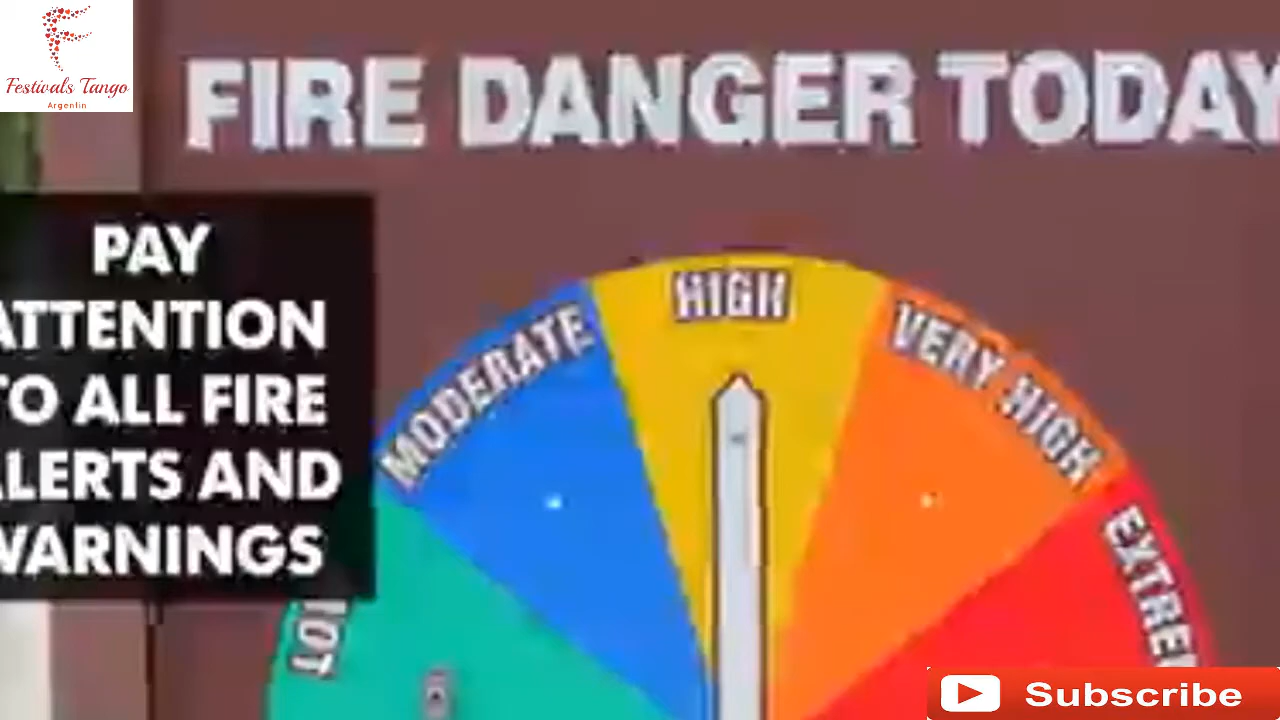 Festivals Tango
Argentin
FIRE DANGER TODAY
PAY
ATTENTION
TO ALL FIRE
ALERTS AND
WARNINGS
MODERATE
HIGH
VERY HIGH
EXTREM
Subscribe